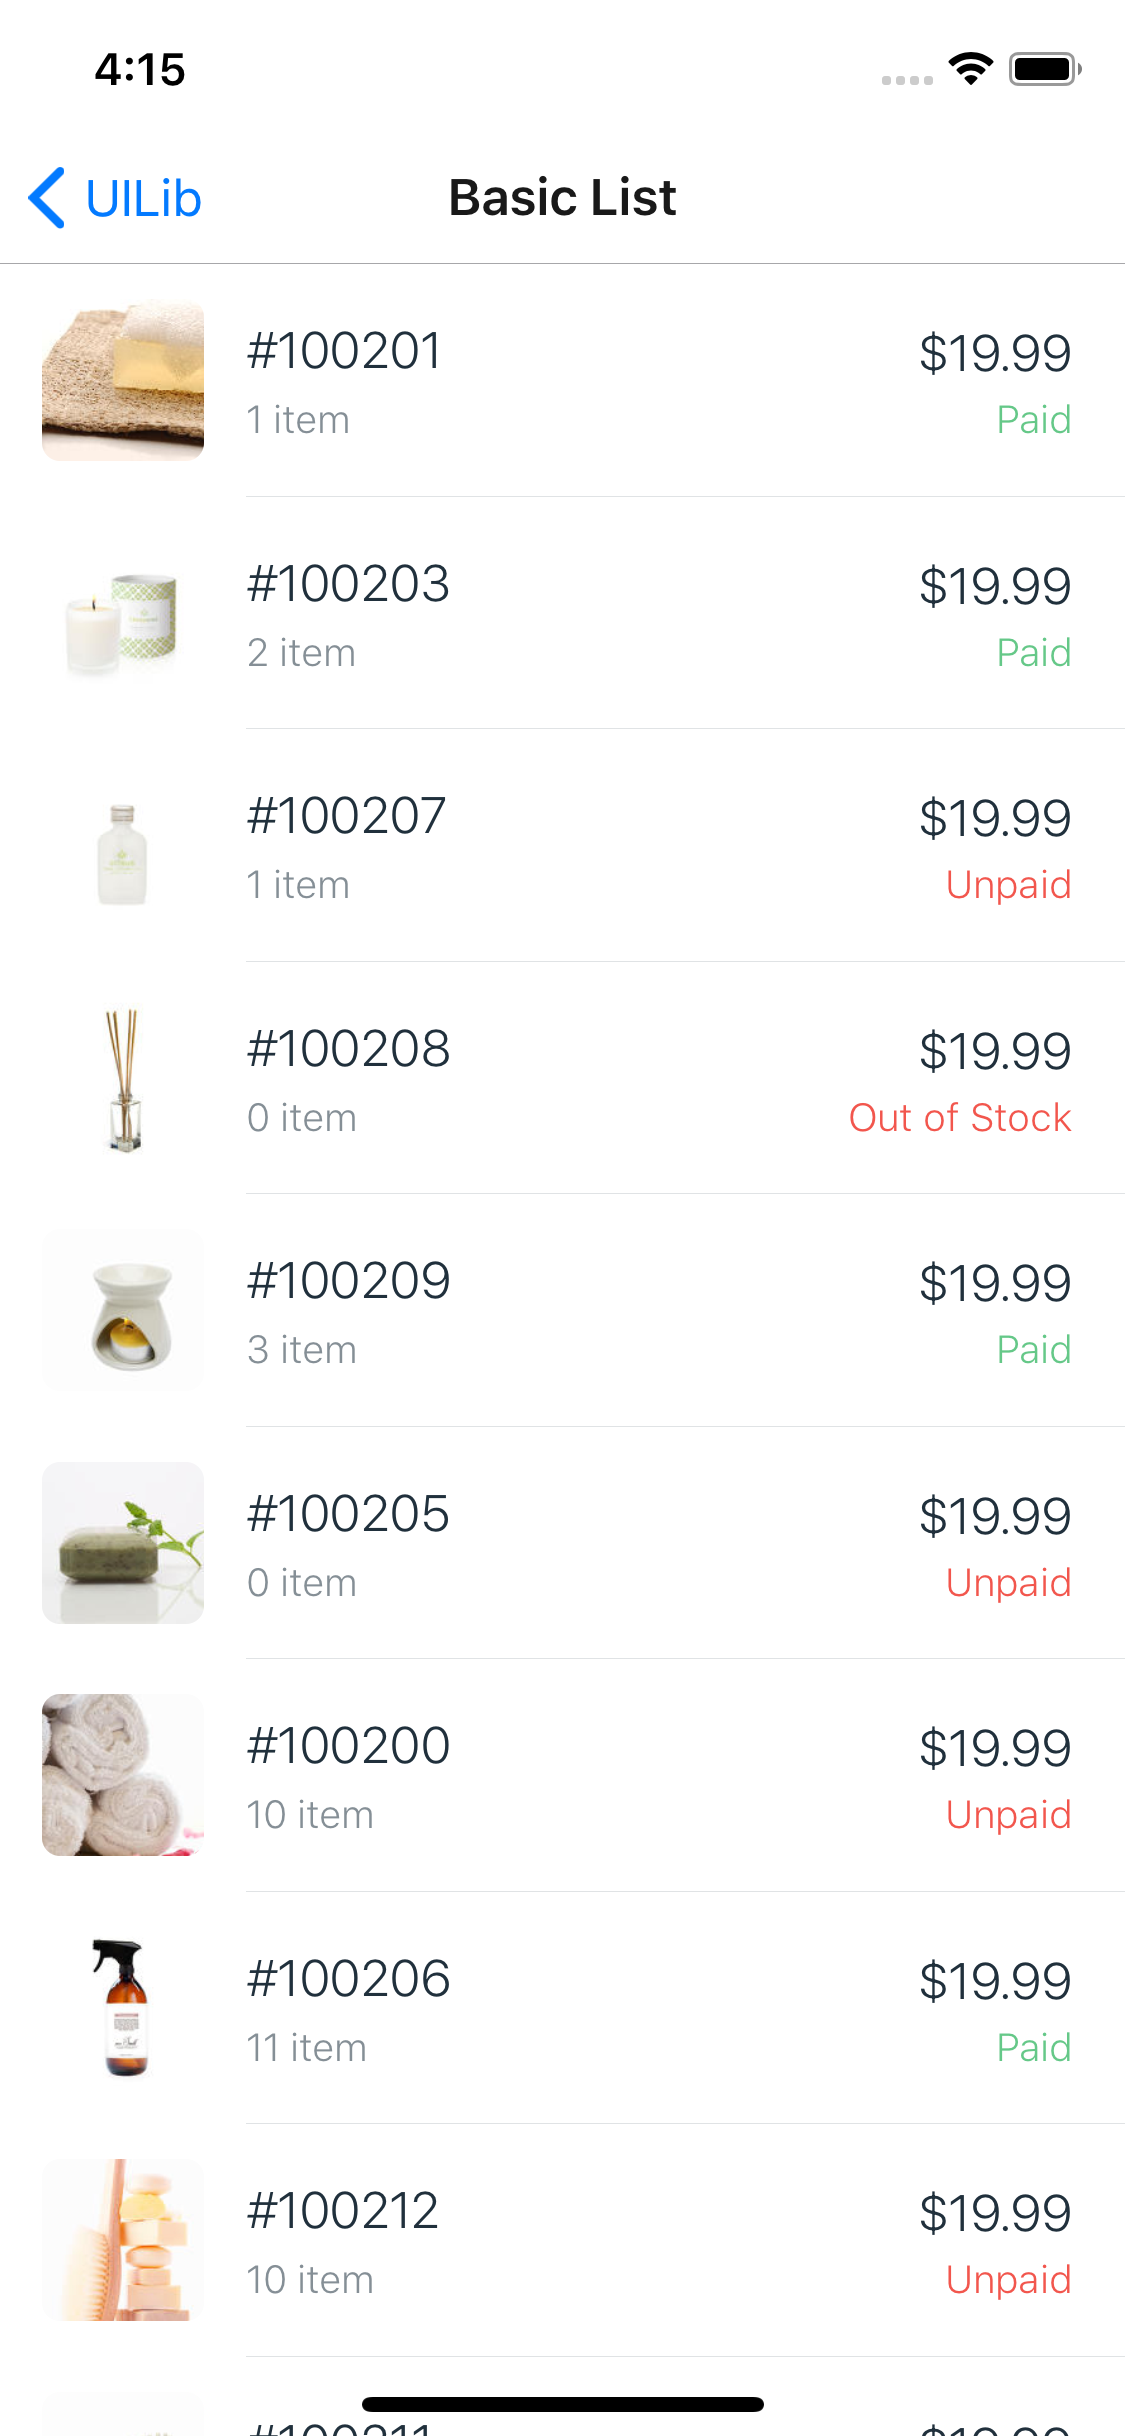 4:15
UILib
Basic List
#100201
$19.99
1 item
Paid
#100203
$19.99
2 item
Paid
#100207
$19.99
1 item
Unpaid
#100208
$19.99
0 item
Out of Stock
#100209
$19.99
3 item
Paid
#100205
$19.99
0 item
Unpaid
#100200
$19.99
10 item
Unpaid
#100206
$19.99
11 item
Paid
#100212
$19.99
10 item
Unpaid
#100211
$19.99